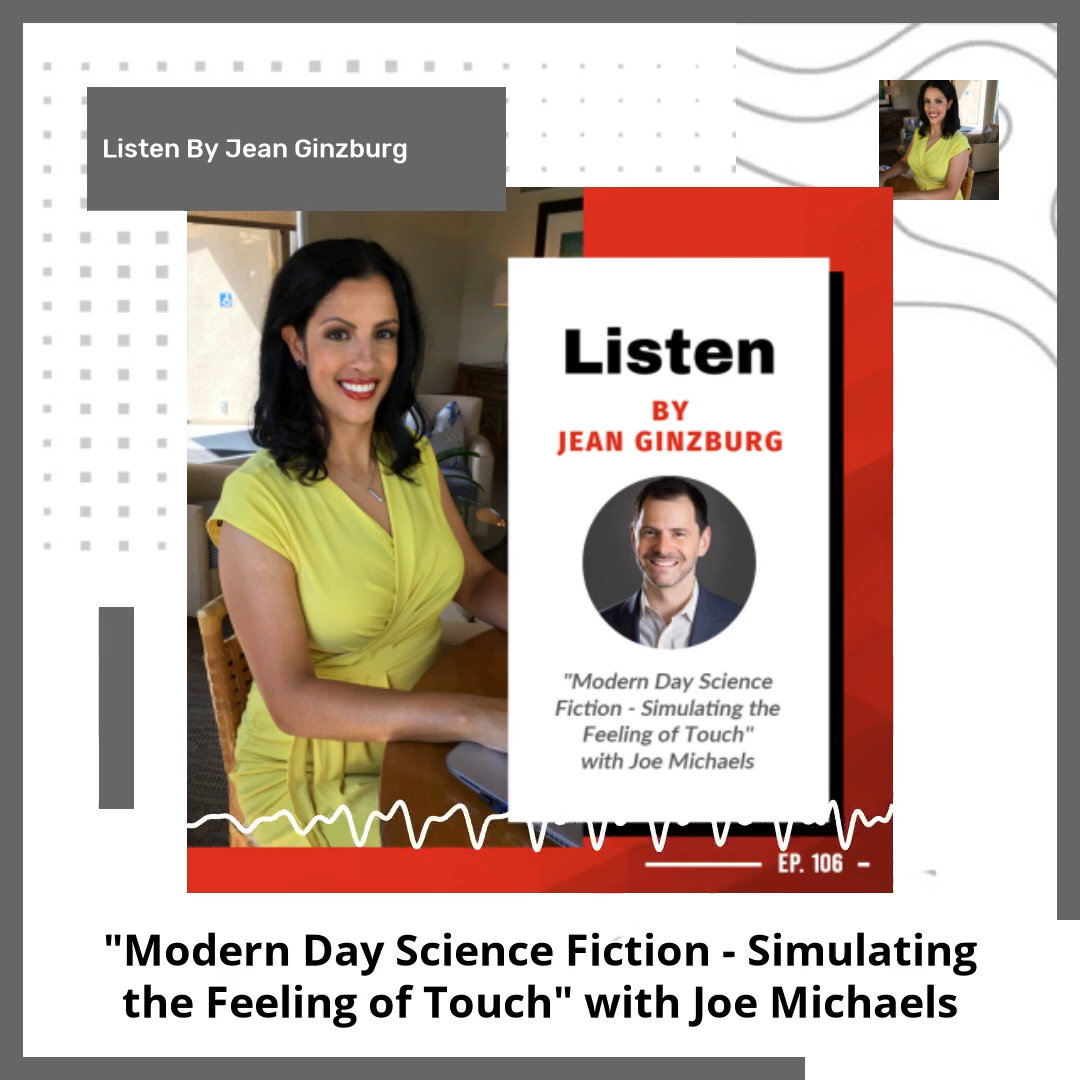 Listen By Jean Ginzburg
Listen
BY
JEAN GINZBURG
"Modern Day Science
Fiction - Simulating the
Feeling of Touch"
with Joe Michaels
EP. 106
"Modern Day Science Fiction - Simulating
the Feeling of Touch" with Joe Michaels